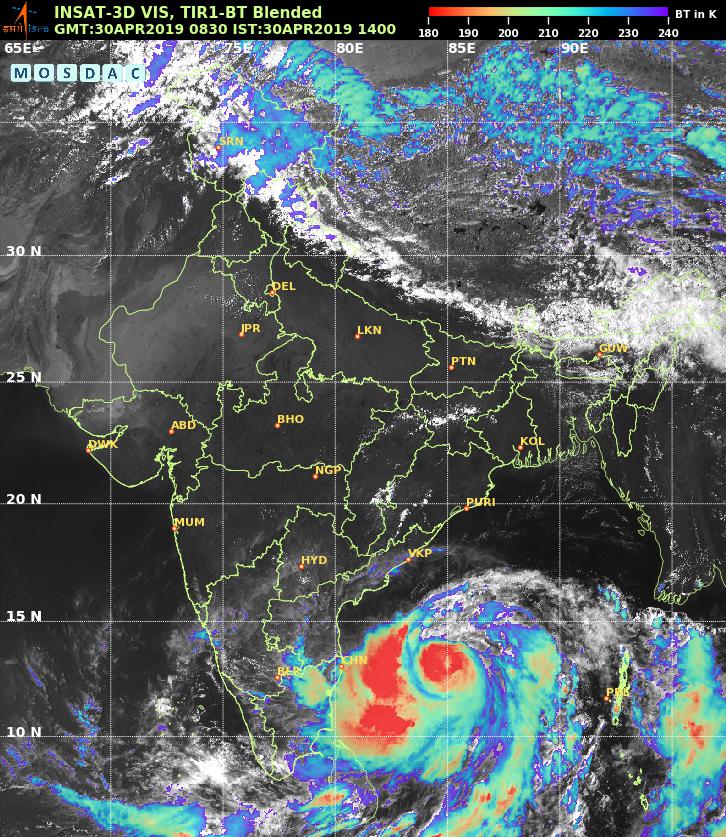 INSAT-3D VIS, TIR1-BT Blended
GMT:30APR2019 0830 IST:30APR2019 1400
BT in K
180 190 200 210 220 230 240
65E 75E 80E 85E 90E
MOSDAC
SRN
30 N
DEL
JPR LKN
GUW
PTN
25 N
ABD BHO
DWK KOL
NGP
20 N
PURI
MUM
HYD VKP
15 N
CHN
BLR
10 N